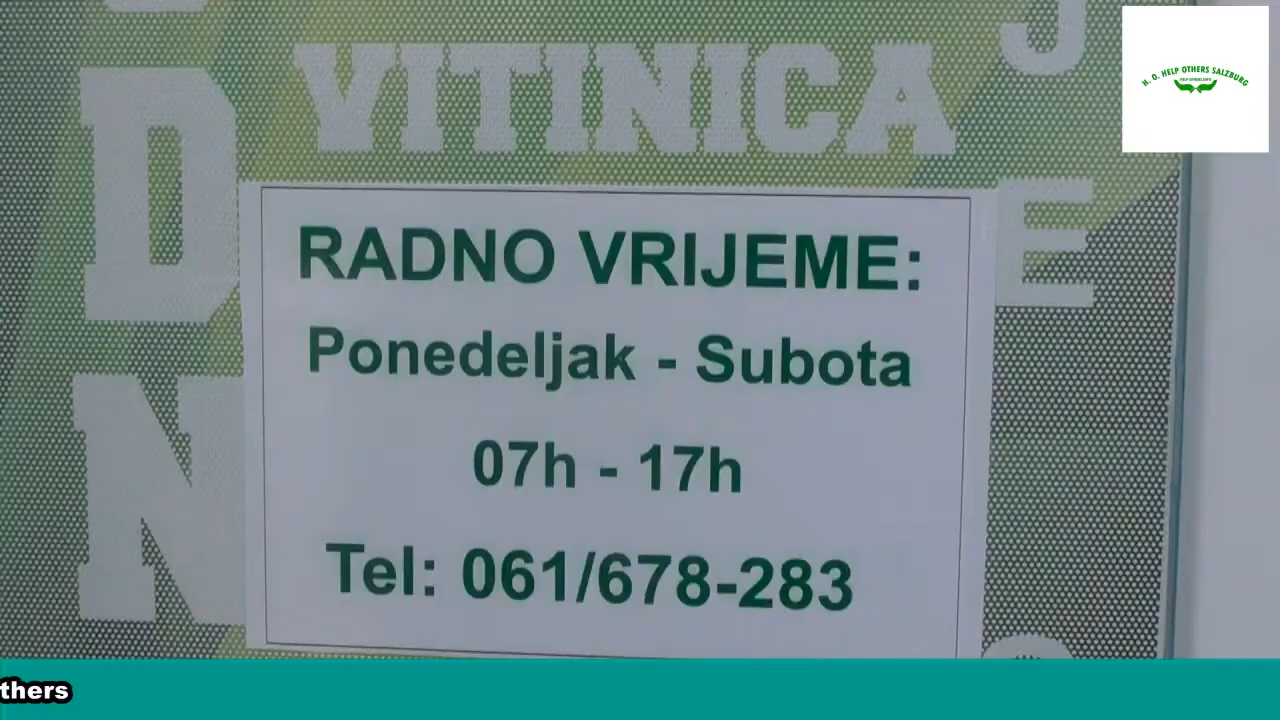 VITINICA
J
D
E
N
H. O. HELP OTHERS SALZBURG
RADNO VRIJEME:
Ponedeljak - Subota
07h - 17h
Tel: 061/678-283
thers